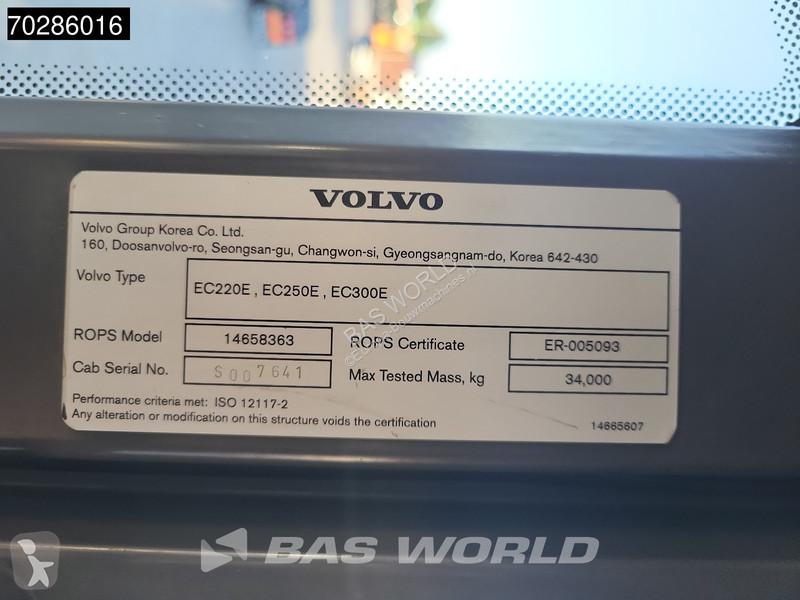 70286016
VOLVO
Volvo Group Korea Co. Ltd.
160, Doosanvolvo-ro, Seongsan-gu, Changwon-si, Gyeongsangnam-do, Korea 642-430
Volvo Type EC220E , EC250E , EC300E
ROPS Model 14658363 ROPS Certificate ER-005093
Cab Serial No. S007641 Max Tested Mass, kg 34,000
Performance criteria met: ISO 12117-2
Any alteration or modification on this structure voids the certification 14665607
BAS WORLD
BAS WORLD